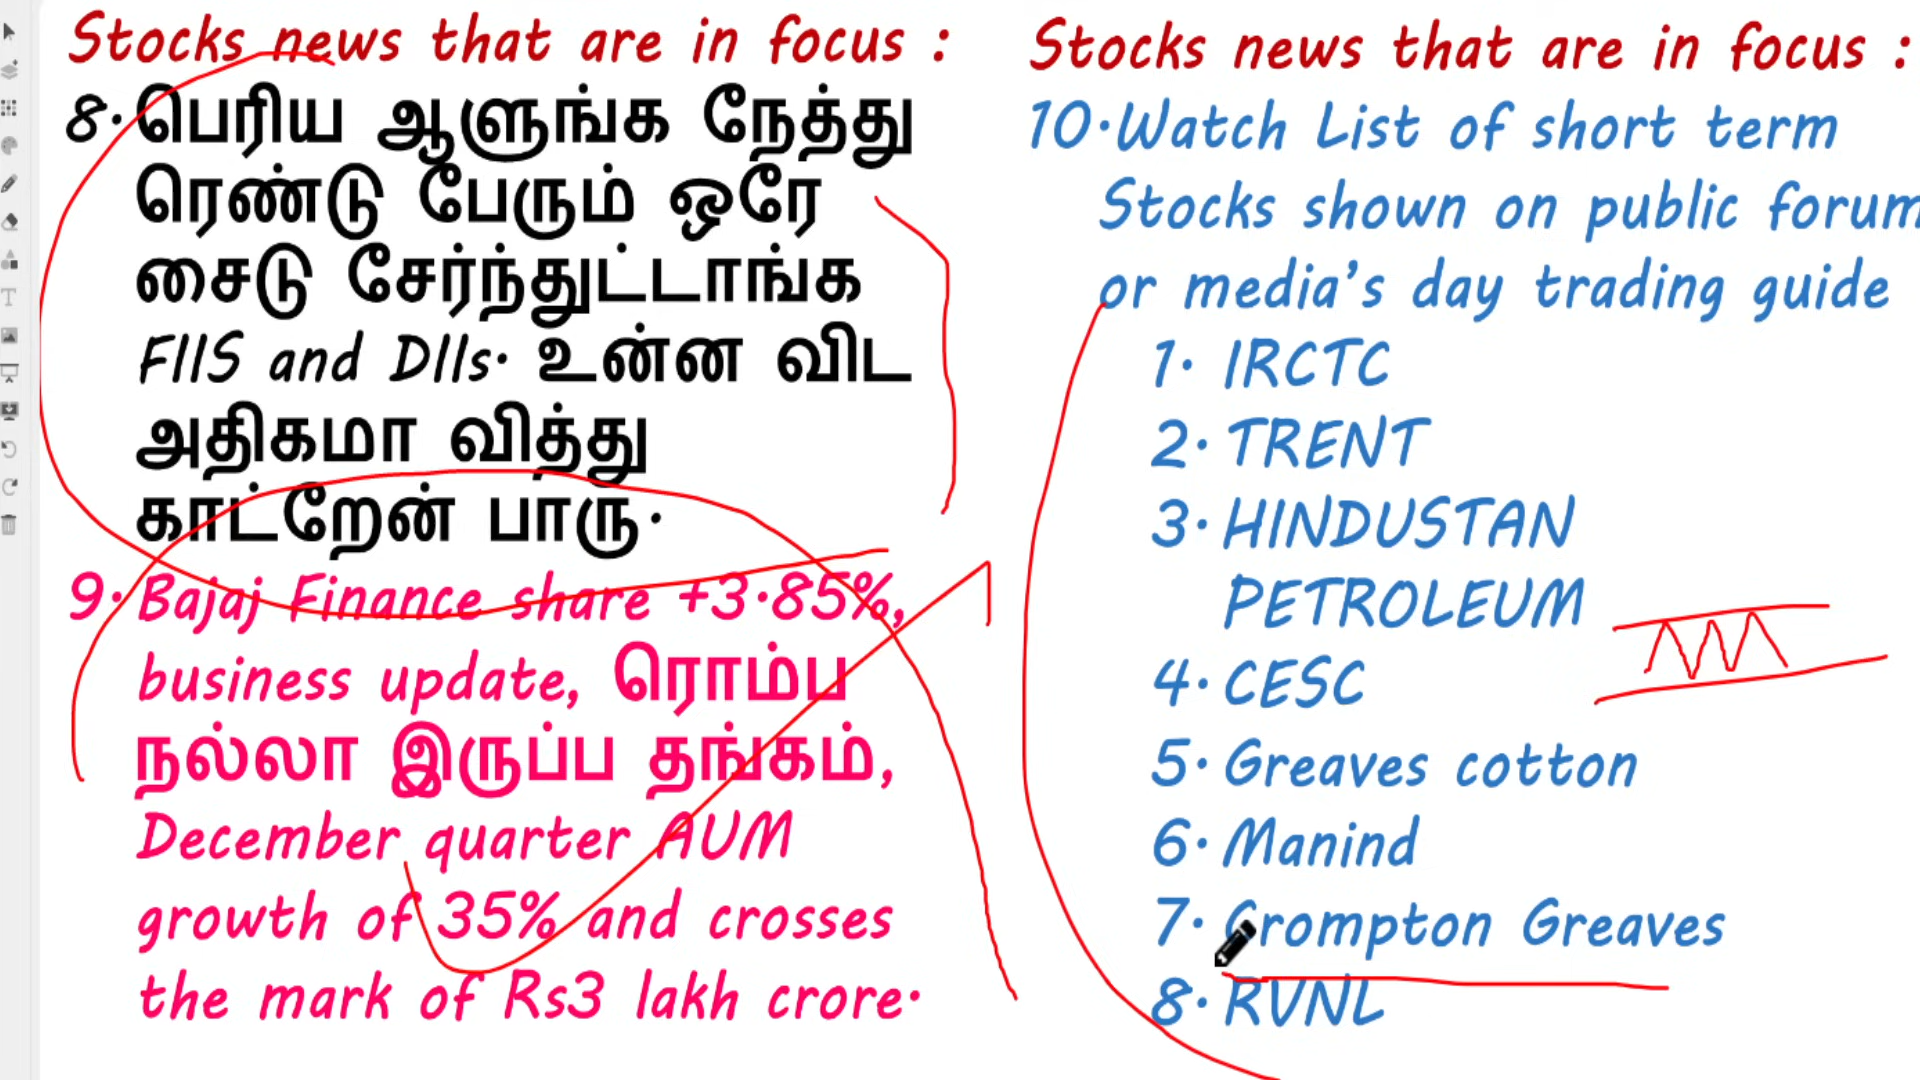 Stocks news that are in focus :
8. பெரிய ஆளுங்க நேத்து
ரெண்டு பேரும் ஒரே
சைடு சேர்ந்துட்டாங்க
FIIS and DIIs. உன்ன விட
அதிகமா வித்து
காட்றேன் பாரு.
9. Bajaj Finance share +3.85%,
business update, ரொம்ப
நல்லா இருப்ப தங்கம்,
December quarter AUM
growth of 35% and crosses
the mark of Rs3 lakh crore.
Stocks news that are in focus :
10.Watch List of short term
Stocks shown on public forum
or media's day trading guide
1. IRCTC
2. TRENT
3. HINDUSTAN
PETROLEUM
4. CESC
5. Greaves cotton
6. Manind
7. Crompton Greaves
8. RVNL